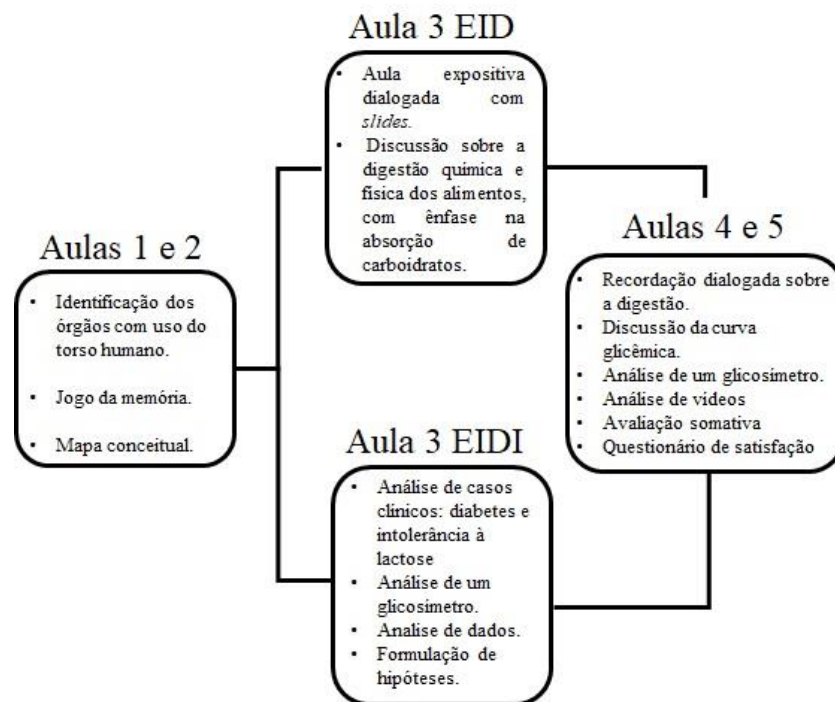 Aula 3 EID
• Aula expositiva
dialogada com
slides.
• Discussão sobre a
digestão química e
física dos alimentos,
com ênfase na
absorção de
carboidratos.
Aulas 1 e 2
• Identificação dos
órgãos com uso do
torso humano.
• Jogo da memória.
• Mapa conceitual.
Aula 3 EIDI
• Análise de casos
clínicos: diabetes e
intolerância à
lactose
• Análise de um
glicosímetro.
• Analise de dados.
• Formulação de
hipóteses.
Aulas 4 e 5
• Recordação dialogada sobre
a digestão.
• Discussão da curva
glicêmica.
• Análise de um glicosímetro.
• Análise de vídeos
• Avaliação somativa
• Questionário de satisfação